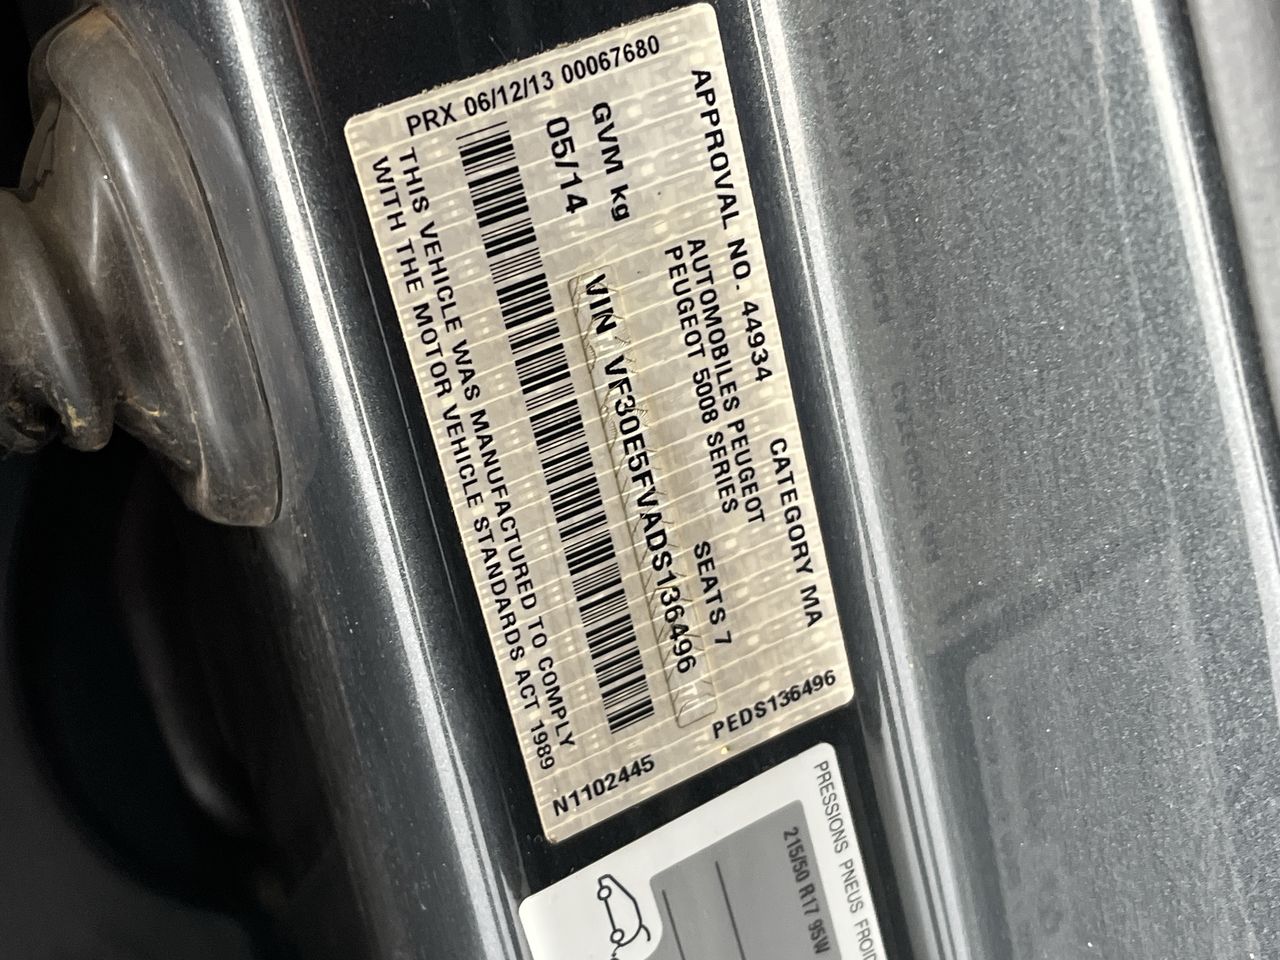 APPROVAL NO. 44934 CATEGORY MA
AUTOMOBILES PEUGEOT
PEUGEOT 5008 SERIES
SEATS 7
GVM kg
05/14
VIN VF30E5FVADS136496
THIS VEHICLE WAS MANUFACTURED TO COMPLY
WITH THE MOTOR VEHICLE STANDARDS ACT 1989
PRX 06/12/13 00067680
PEDS136496
N1102445
PRESSIONS PNEUS
215/50 R17 95W